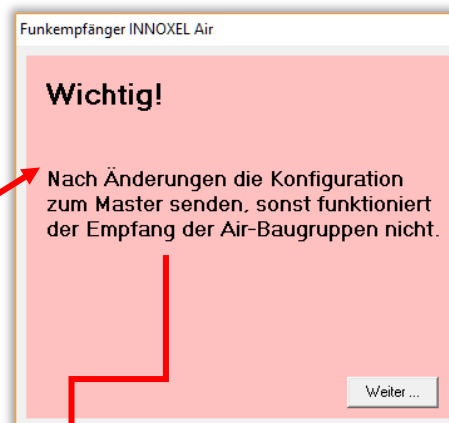 Funkempfänger INNOXEL Air
Wichtig!
Nach Änderungen die Konfiguration
zum Master senden, sonst funktioniert
der Empfang der Air-Baugruppen nicht.
Weiter ...